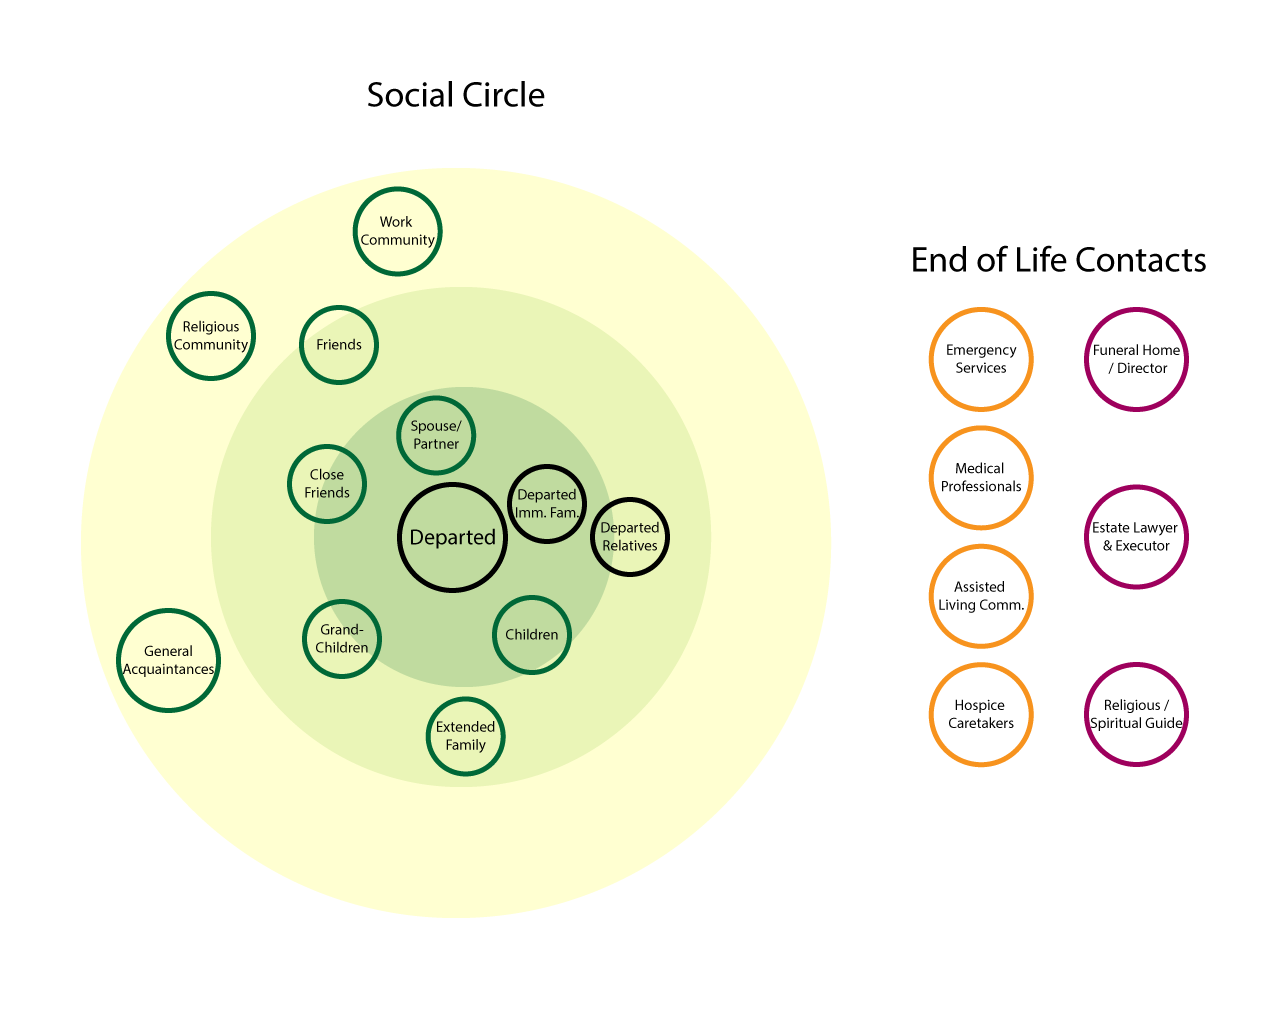 Social Circle
Work
Community
Religious
Community
Friends
Spouse/
Partner
Close
Friends
Departed
Imm. Fam.
Departed
Departed
Relatives
Grand-
Children
Children
General
Acquaintances
Extended
Family
End of Life Contacts
Emergency
Services
Funeral Home
/ Director
Medical
Professionals
Estate Lawyer
& Executor
Assisted
Living Comm.
Hospice
Caretakers
Religious /
Spiritual Guide